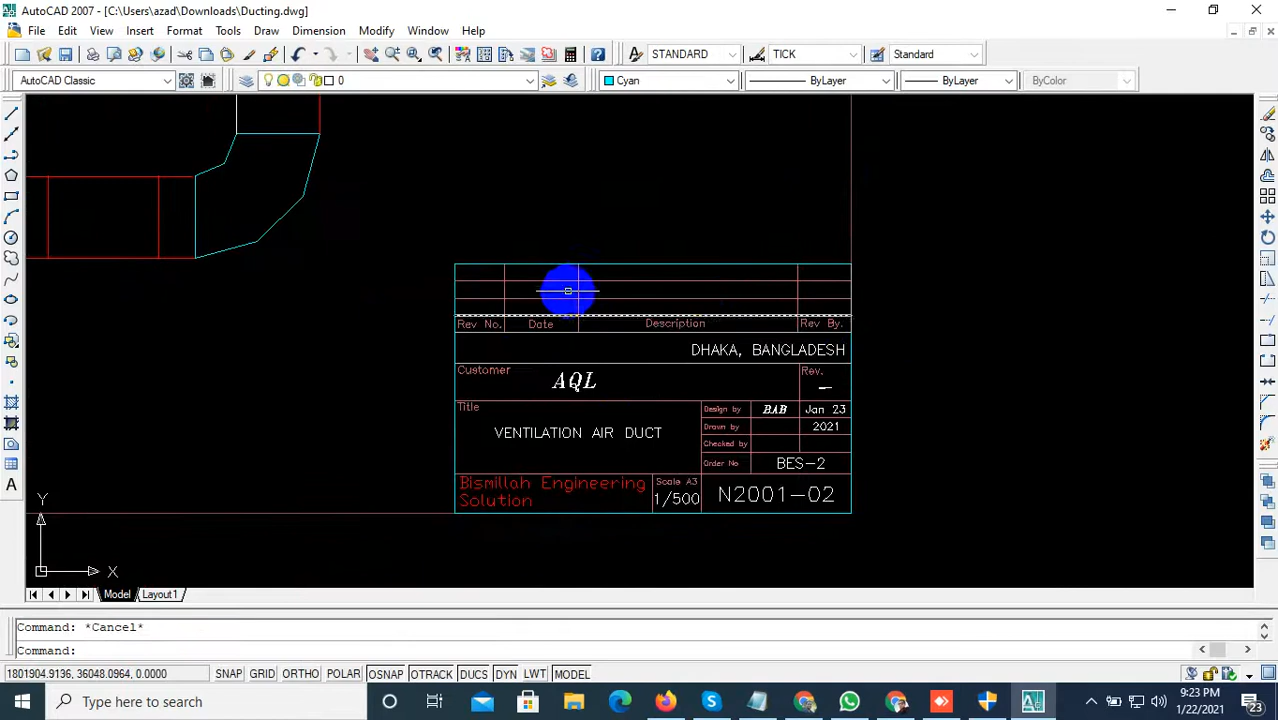 AutoCAD 2007 - [C:\Users\azad\Downloads\Ducting.dwg]
File Edit View Insert Format Tools Draw Dimension Modify Window Help
STANDARD TICK Standard
AutoCAD Classic 0 Cyan ByLayer ByLayer ByColor
Rev No. Date Description Rev By.
DHAKA, BANGLADESH
Customer AQL Rev. —
Title
VENTILATION AIR DUCT
Design by BAB Jan 23
Drawn by 2021
Checked by
Order No BES-2
Bismillah Engineering
Solution
Scale A3
1/500
N2001-02
Y
X
Model Layout1
Command: *Cancel*
Command:
1801904.9136, 36048.0964, 0.0000 SNAP GRID ORTHO POLAR OSNAP OTRACK DUCS DYN LWT MODEL
Type here to search
9:23 PM
1/22/2021
23